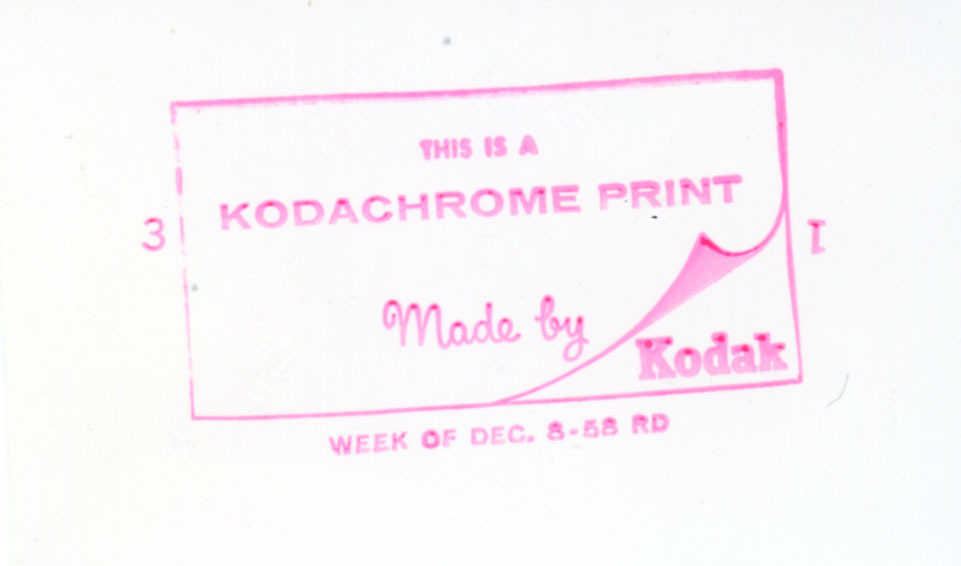 THIS IS A
KODACHROME PRINT
3
I
Made by
Kodak
WEEK OF DEC. 8-58 RD